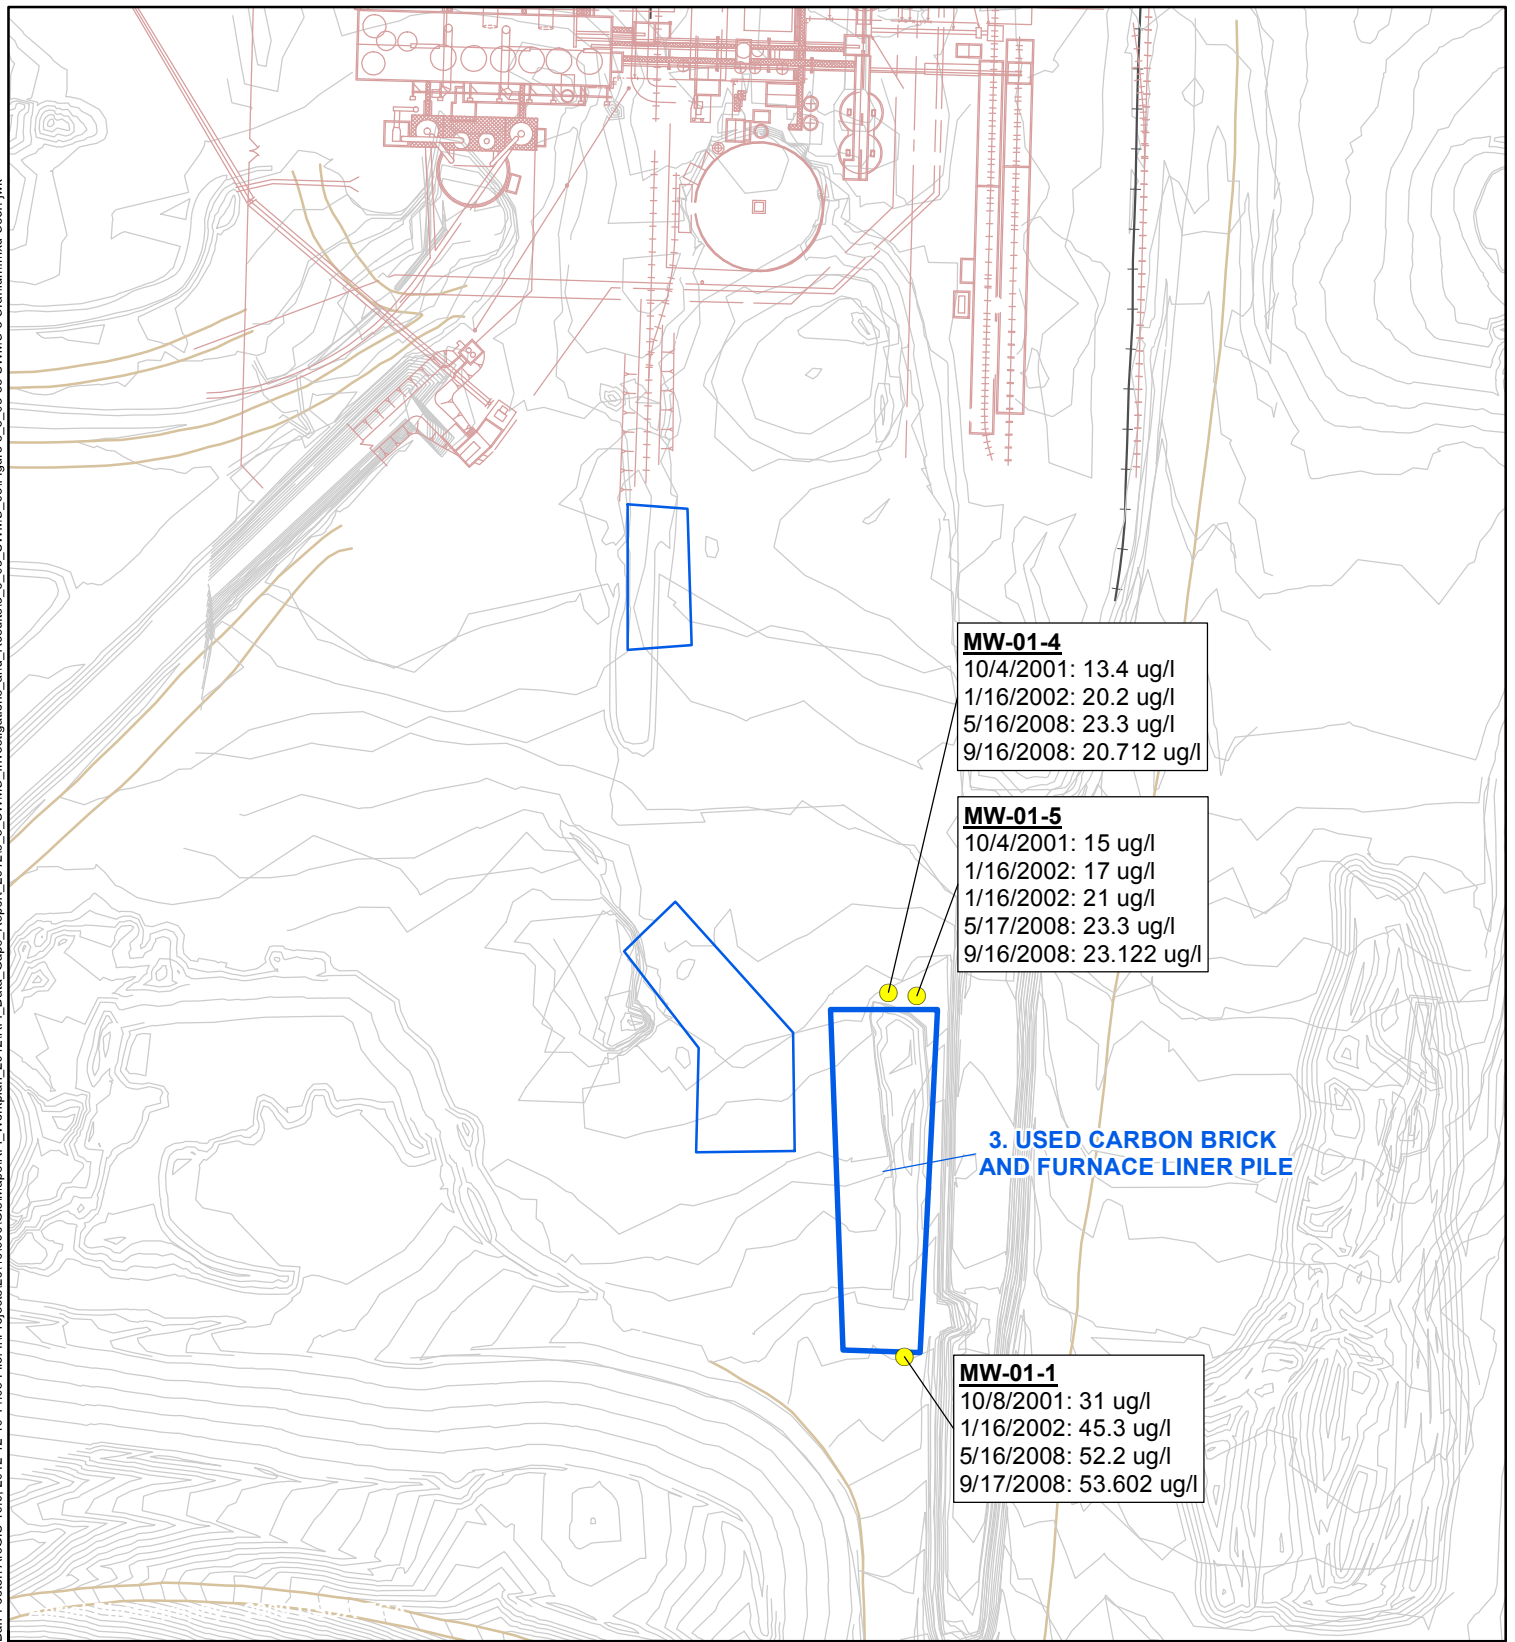 MW-01-4
10/4/2001: 13.4 ug/l
1/16/2002: 20.2 ug/l
5/16/2008: 23.3 ug/l
9/16/2008: 20.712 ug/l
MW-01-5
10/4/2001: 15 ug/l
1/16/2002: 17 ug/l
1/16/2002: 21 ug/l
5/17/2008: 23.3 ug/l
9/16/2008: 23.122 ug/l
3. USED CARBON BRICK
AND FURNACE LINER PILE
MW-01-1
10/8/2001: 31 ug/l
1/16/2002: 45.3 ug/l
5/16/2008: 52.2 ug/l
9/17/2008: 53.602 ug/l